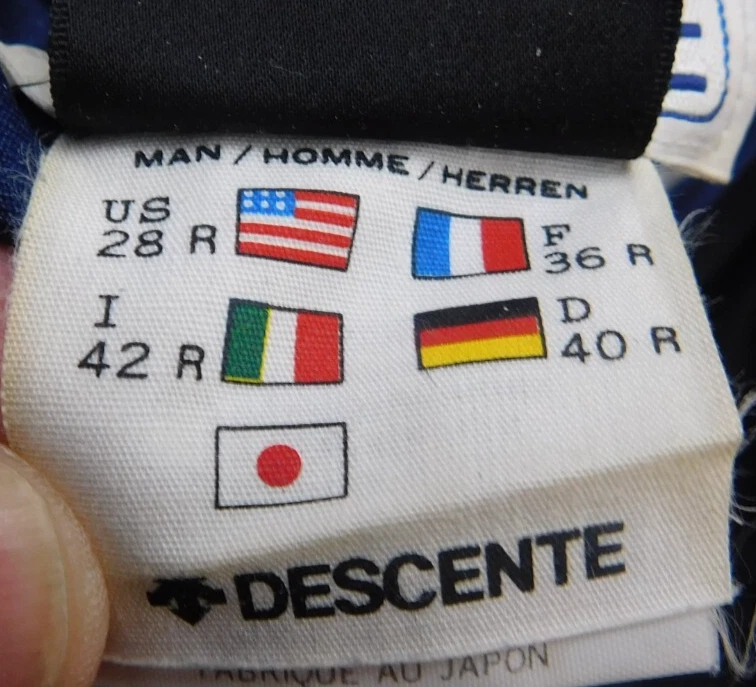 MAN / HOMME / HERREN
US
28 R
F
36 R
I
42 R
D
40 R
DESCENTE
FABRIQUE AU JAPON